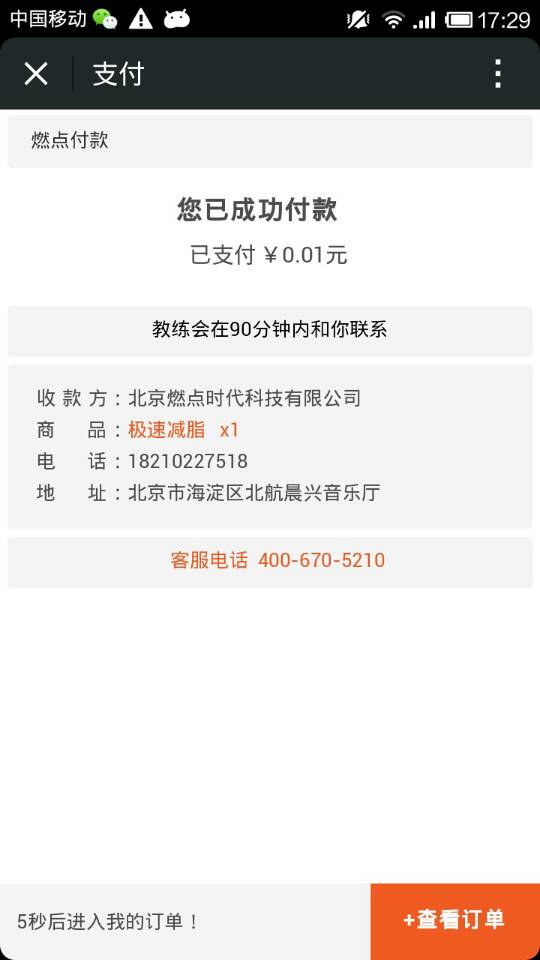 中国移动 17:29
支付
燃点付款
您已成功付款
已支付￥0.01元
教练会在90分钟内和你联系
收款方：北京燃点时代科技有限公司
商 品：极速减脂 x1
电 话：18210227518
地 址：北京市海淀区北航晨兴音乐厅
客服电话 400-670-5210
5秒后进入我的订单！ +查看订单